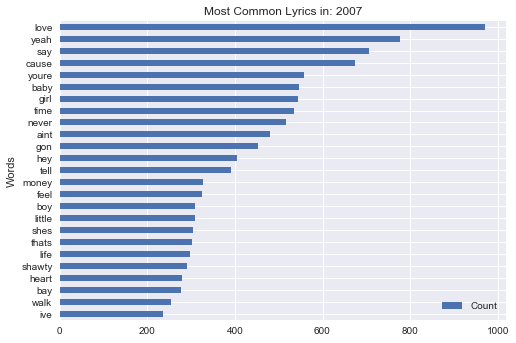 Most Common Lyrics in: 2007
love
yeah
say
cause
youre
baby
girl
time
never
aint
gon
hey
tell
money
feel
boy
little
shes
thats
life
shawty
heart
bay
walk
ive
Words
0 200 400 600 800 1000
Count